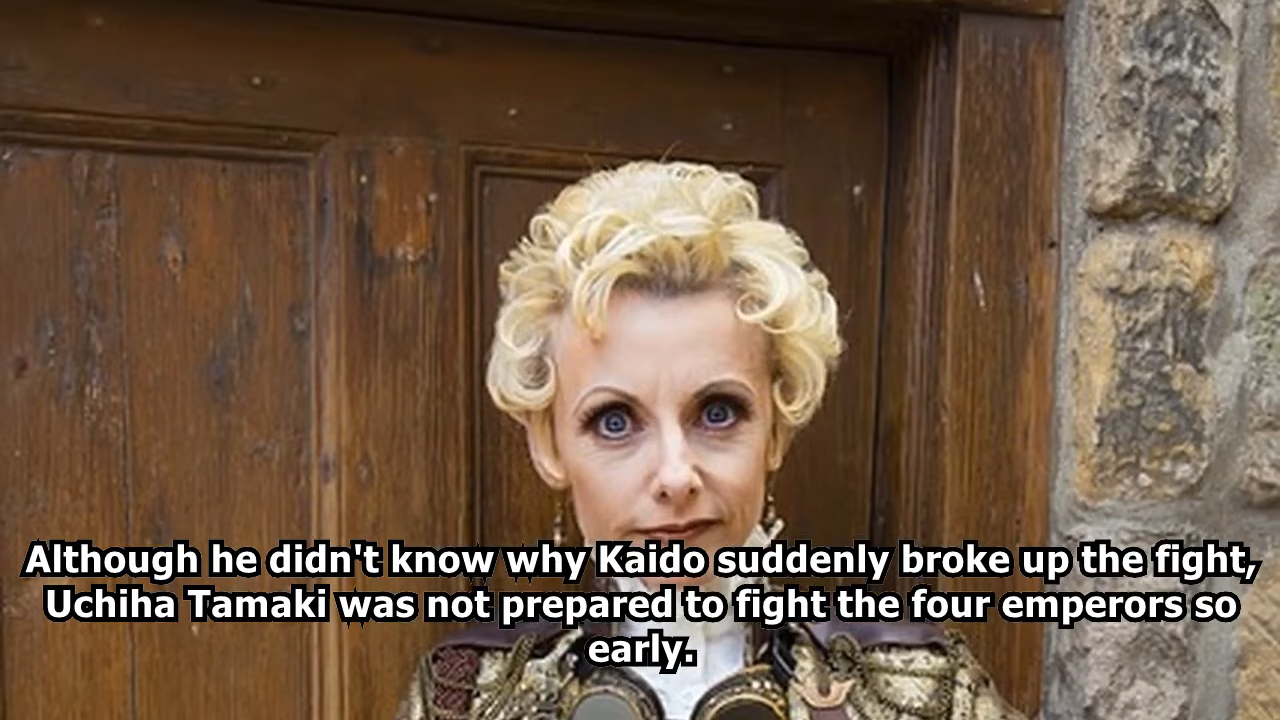 Although he didn't know why Kaido suddenly broke up the fight,
Uchiha Tamaki was not prepared to fight the four emperors so
early.